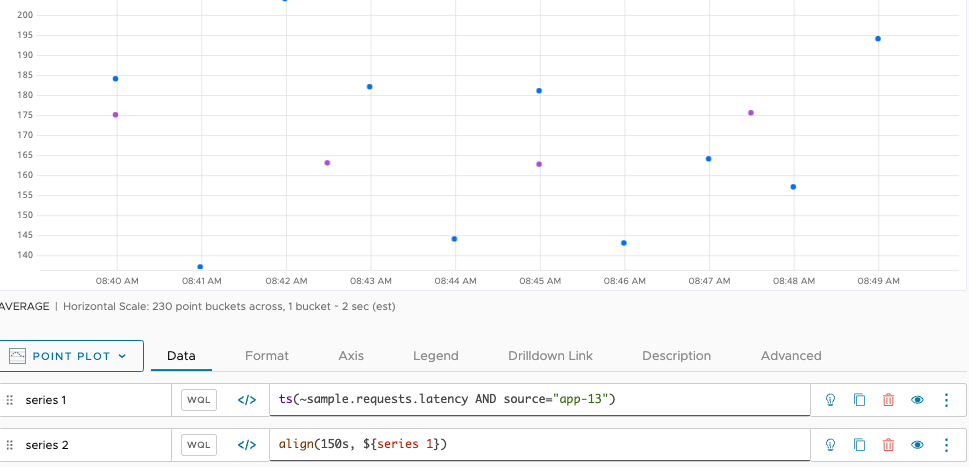 200
195
190
185
180
175
170
165
160
155
150
145
140
08:40 AM 08:41 AM 08:42 AM 08:43 AM 08:44 AM 08:45 AM 08:46 AM 08:47 AM 08:48 AM 08:49 AM
AVERAGE | Horizontal Scale: 230 point buckets across, 1 bucket ~ 2 sec (est)
POINT PLOT Data Format Axis Legend Drilldown Link Description Advanced
series 1 WQL </> ts(~sample.requests.latency AND source="app-13")
series 2 WQL </> align(150s, ${series 1})